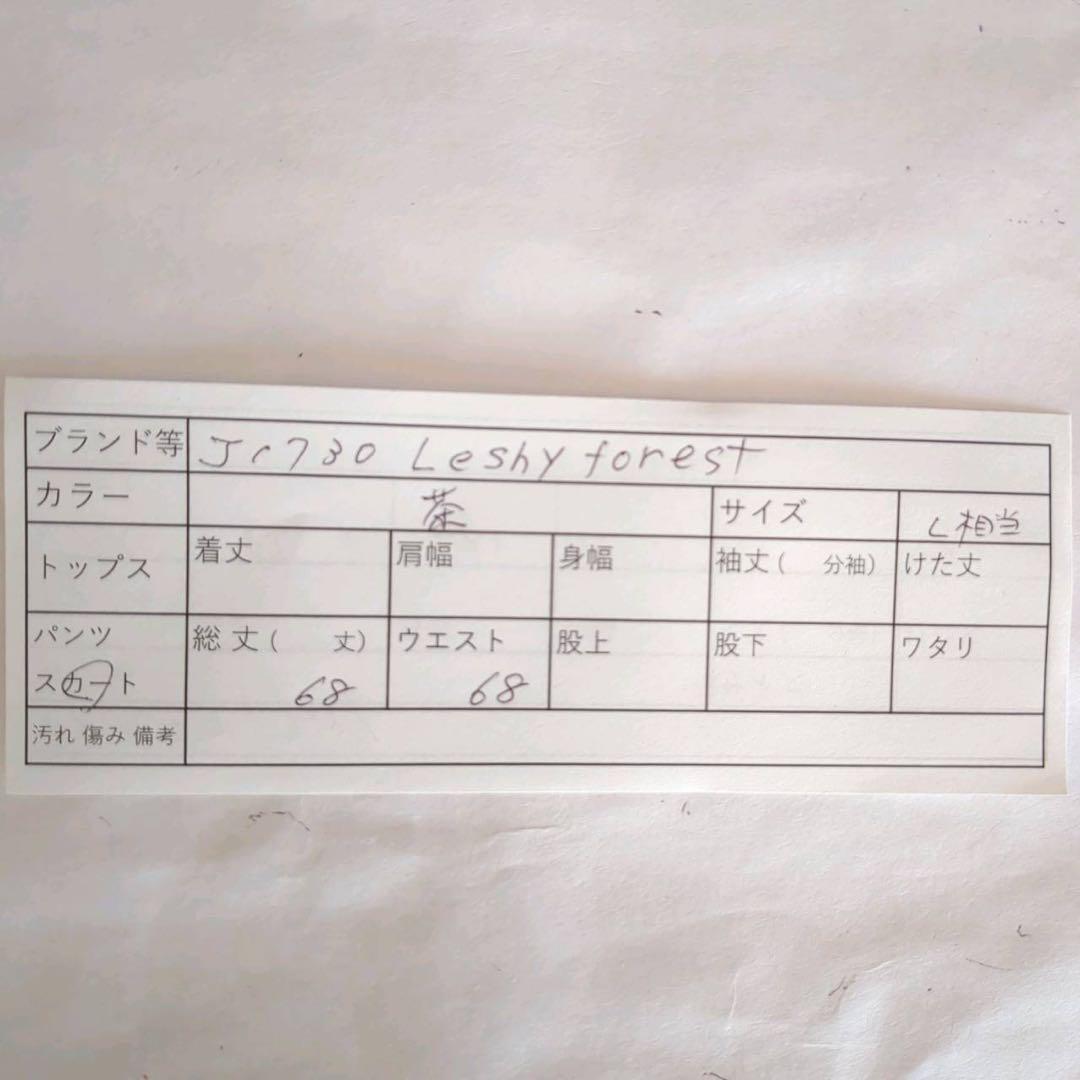 ブランド等 Jc730 Leshy forest
カラー 茶 サイズ L相当
トップス 着丈 肩幅 身幅 袖丈( 分袖) けた丈
パンツ 総丈( 丈) ウエスト 股上 股下 ワタリ
スカート 68 68
汚れ 傷み 備考